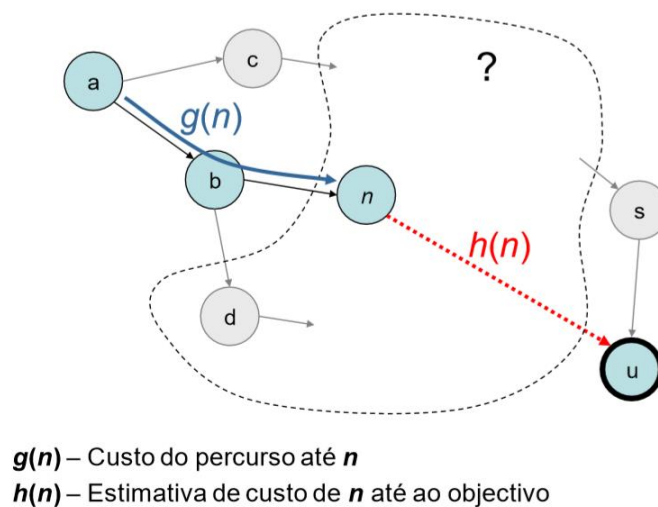 a
c
?
g(n)
b
n
s
h(n)
d
u
g(n) – Custo do percurso até n
h(n) – Estimativa de custo de n até ao objectivo